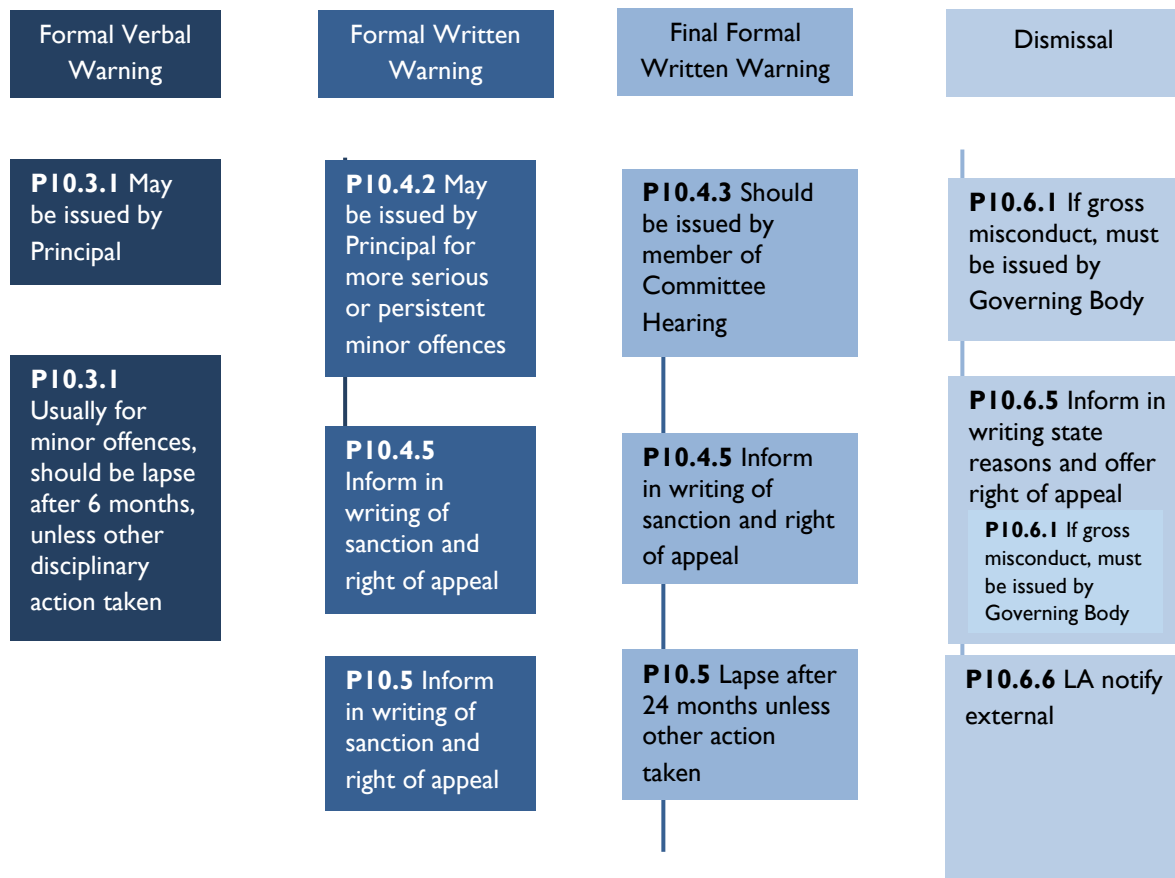 Formal Verbal
Warning
Formal Written
Warning
Final Formal
Written Warning
Dismissal
P10.3.1 May
be issued by
Principal
P10.3.1
Usually for
minor offences,
should be lapse
after 6 months,
unless other
disciplinary
action taken
P10.4.2 May
be issued by
Principal for
more serious
or persistent
minor offences
P10.4.5
Inform in
writing of
sanction and
right of appeal
P10.5 Inform
in writing of
sanction and
right of appeal
P10.4.3 Should
be issued by
member of
Committee
Hearing
P10.4.5 Inform
in writing of
sanction and right
of appeal
P10.5 Lapse after
24 months unless
other action
taken
P10.6.1 If gross
misconduct, must
be issued by
Governing Body
P10.6.5 Inform in
writing state
reasons and offer
right of appeal
P10.6.1 If gross
misconduct, must
be issued by
Governing Body
P10.6.6 LA notify
external